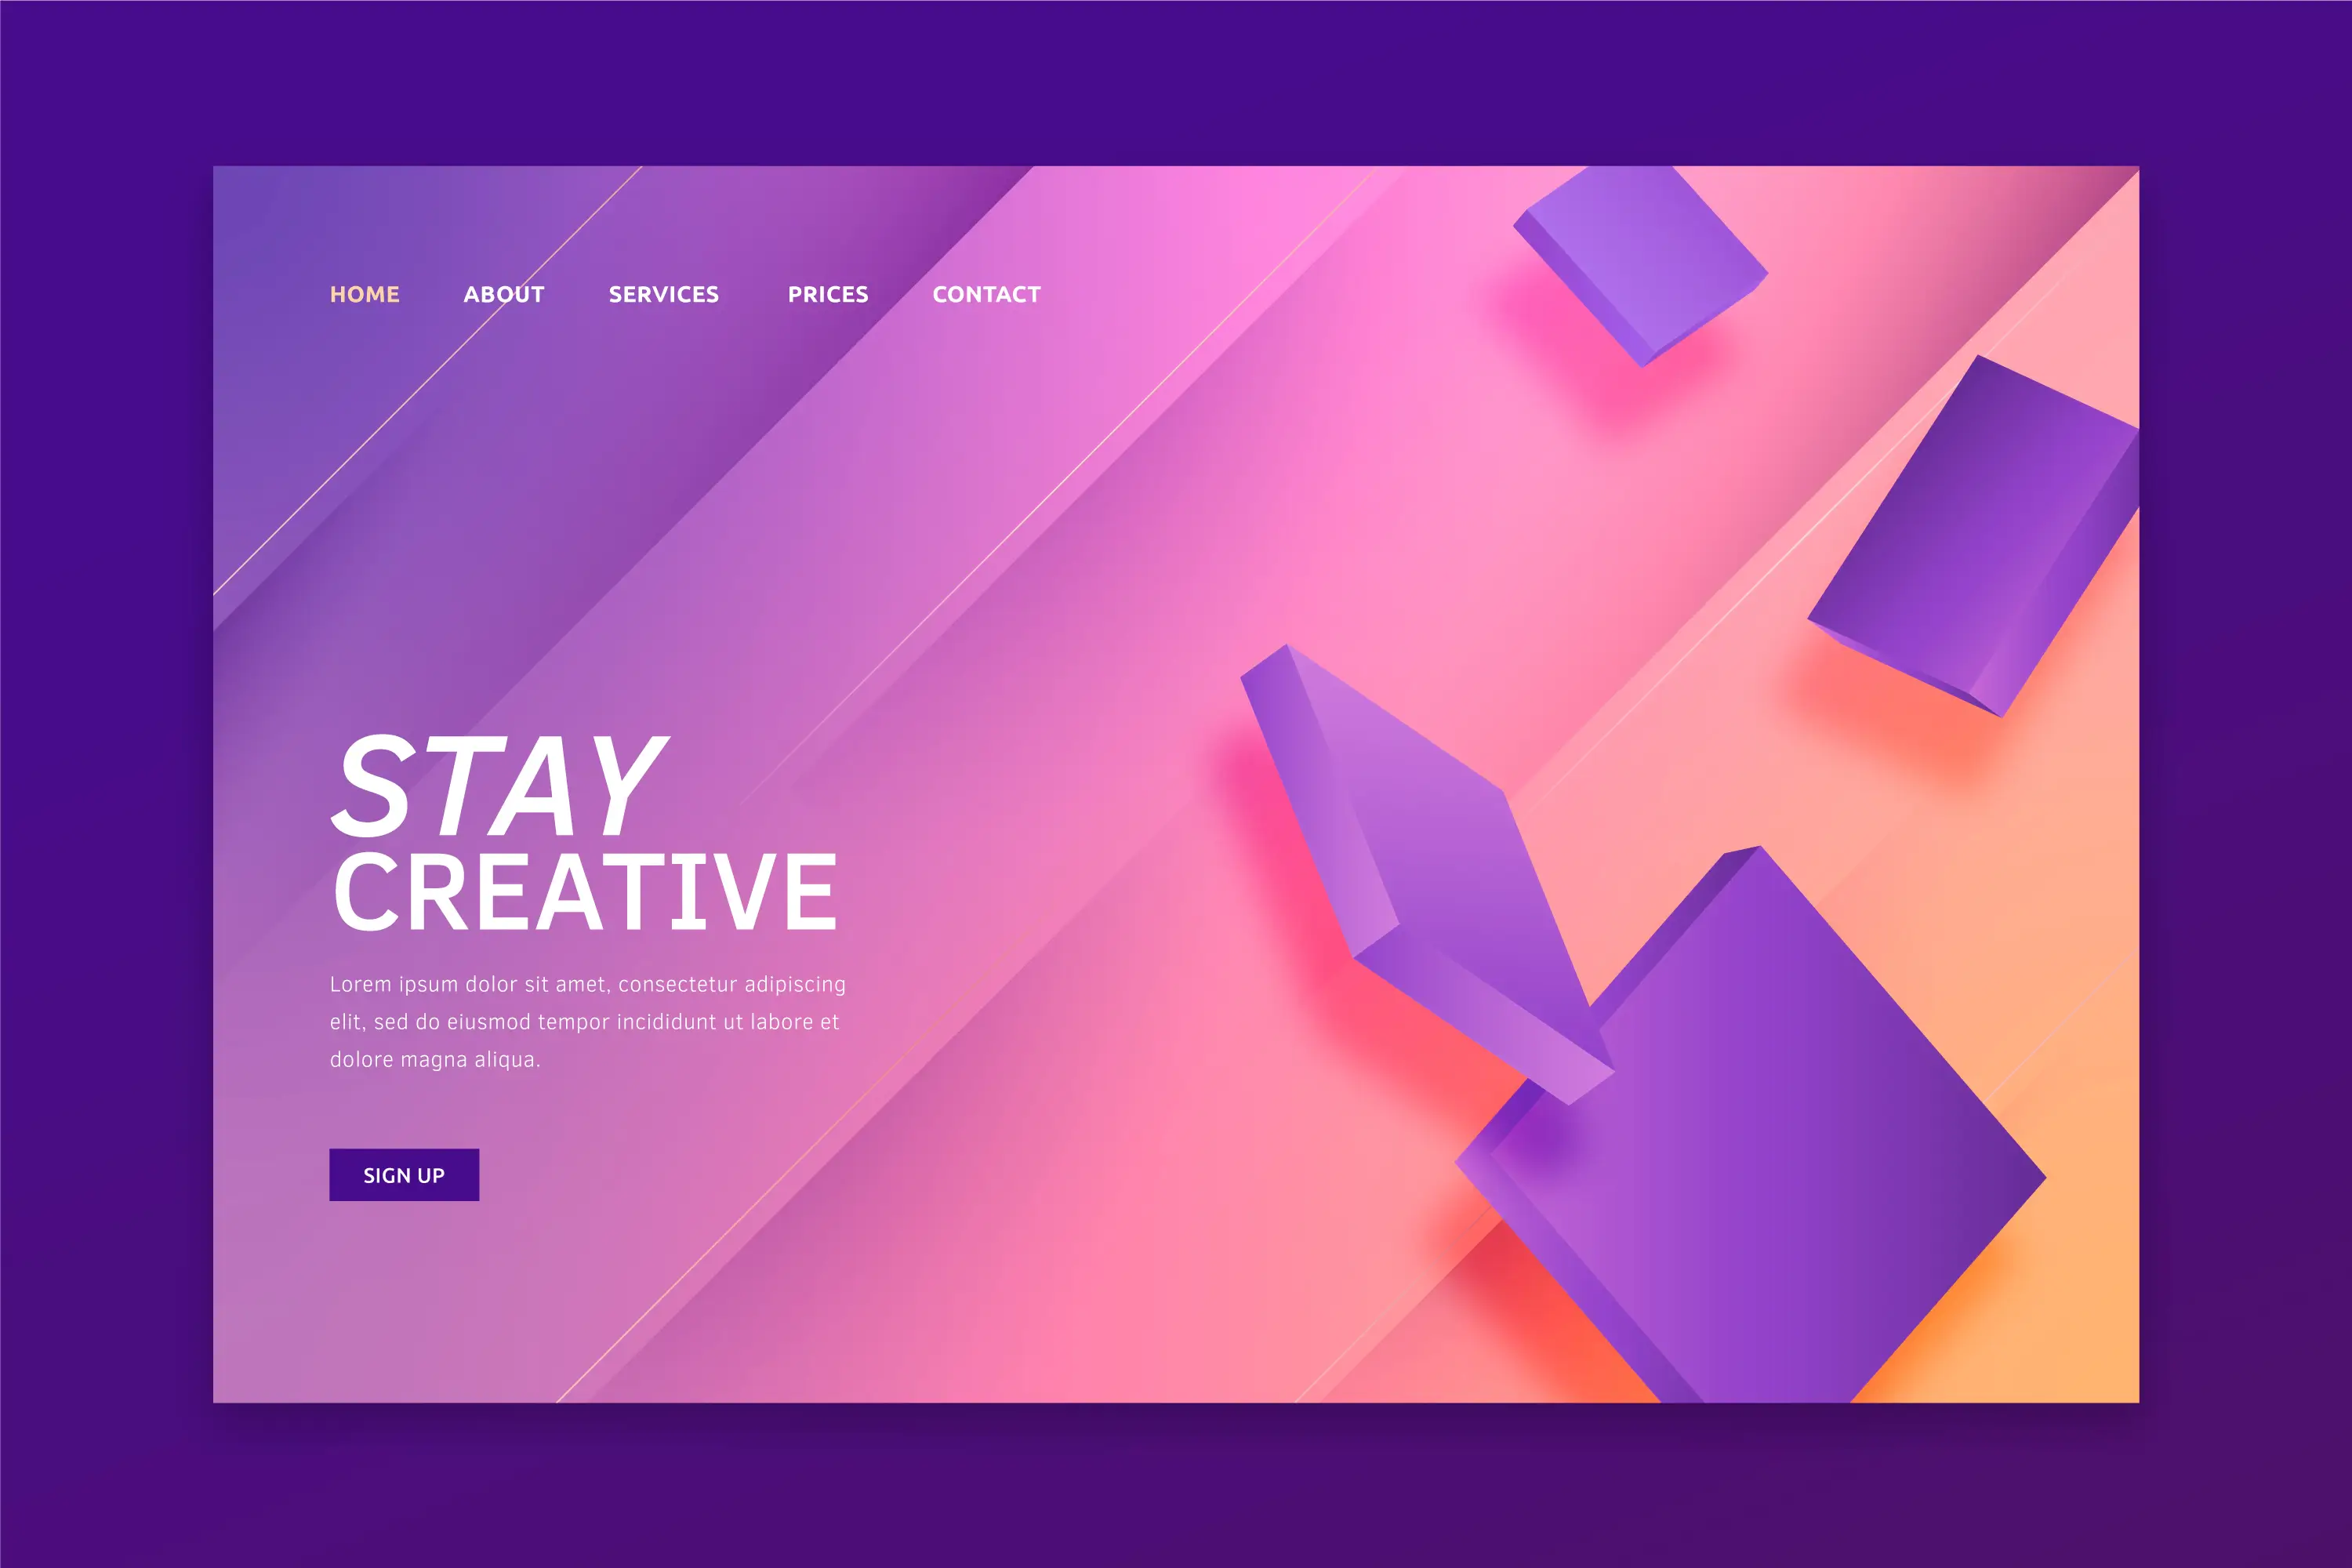 HOME ABOUT SERVICES PRICES CONTACT
STAY
CREATIVE
Lorem ipsum dolor sit amet, consectetur adipiscing
elit, sed do eiusmod tempor incididunt ut labore et
dolore magna aliqua.
SIGN UP